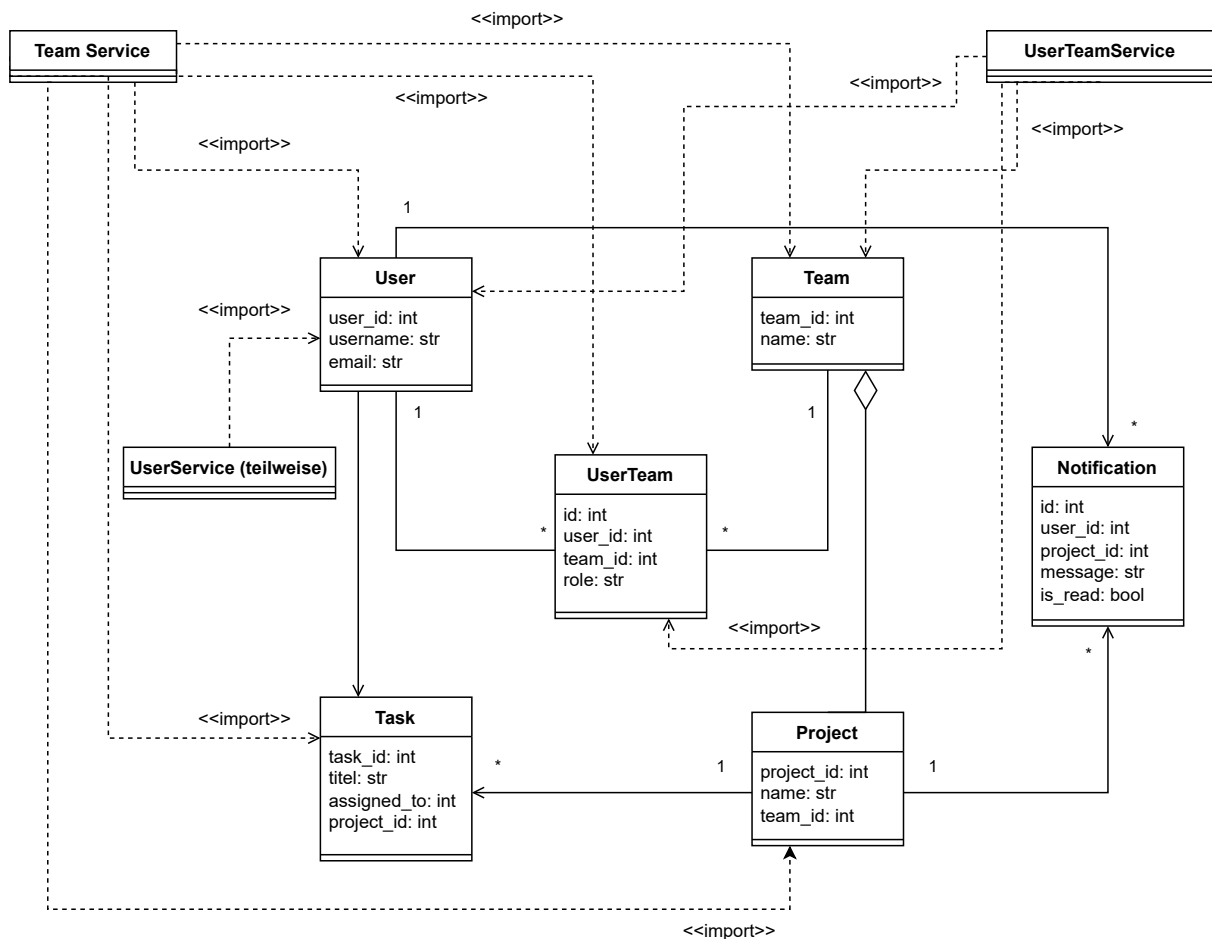 <<import>>
Team Service
UserTeamService
<<import>>
<<import>>
<<import>>
<<import>>
1
User
user_id: int
username: str
email: str
Team
team_id: int
name: str
<<import>>
1
1
*
UserService (teilweise)
UserTeam
id: int
user_id: int
team_id: int
role: str
Notification
id: int
user_id: int
project_id: int
message: str
is_read: bool
*
*
<<import>>
*
Task
task_id: int
titel: str
assigned_to: int
project_id: int
<<import>>
Project
project_id: int
name: str
team_id: int
*
1
1
<<import>>